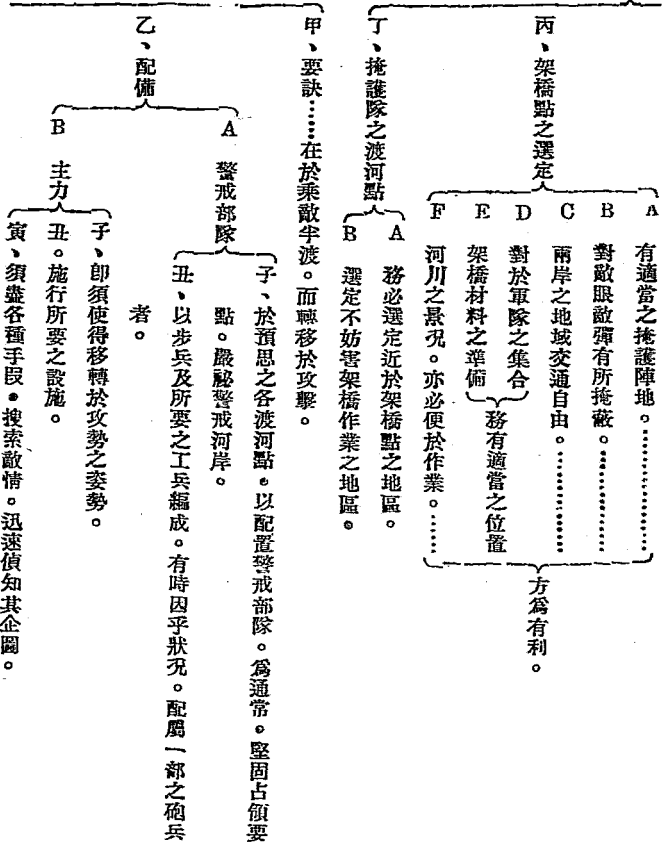 丙、架橋點之選定
A 有適當之掩護陣地。
B 對敵眼敵彈有所掩蔽。
C 兩岸之地域交通自由。
D 對於軍隊之集合
E 架橋材料之準備
務有適當之位置
F 河川之景況。亦必便於作業。
方爲有利。
丁、掩護隊之渡河點
A 務必選定近於架橋點之地區。
B 選定不妨害架橋作業之地區。
甲、要訣……在於乘敵半渡。而轉移於攻擊。
乙、配備
A 警戒部隊
子、於預思之各渡河點。以配置警戒部隊。爲通常。堅固占領要
點。嚴祕警戒河岸。
丑、以步兵及所要之工兵編成。有時因乎狀況。配屬一部之砲兵
者。
B 主力
子、卽須使得移轉於攻勢之姿勢。
丑。施行所要之設施。
寅、須盡各種手段。搜索敵情。迅速偵知其企圖。